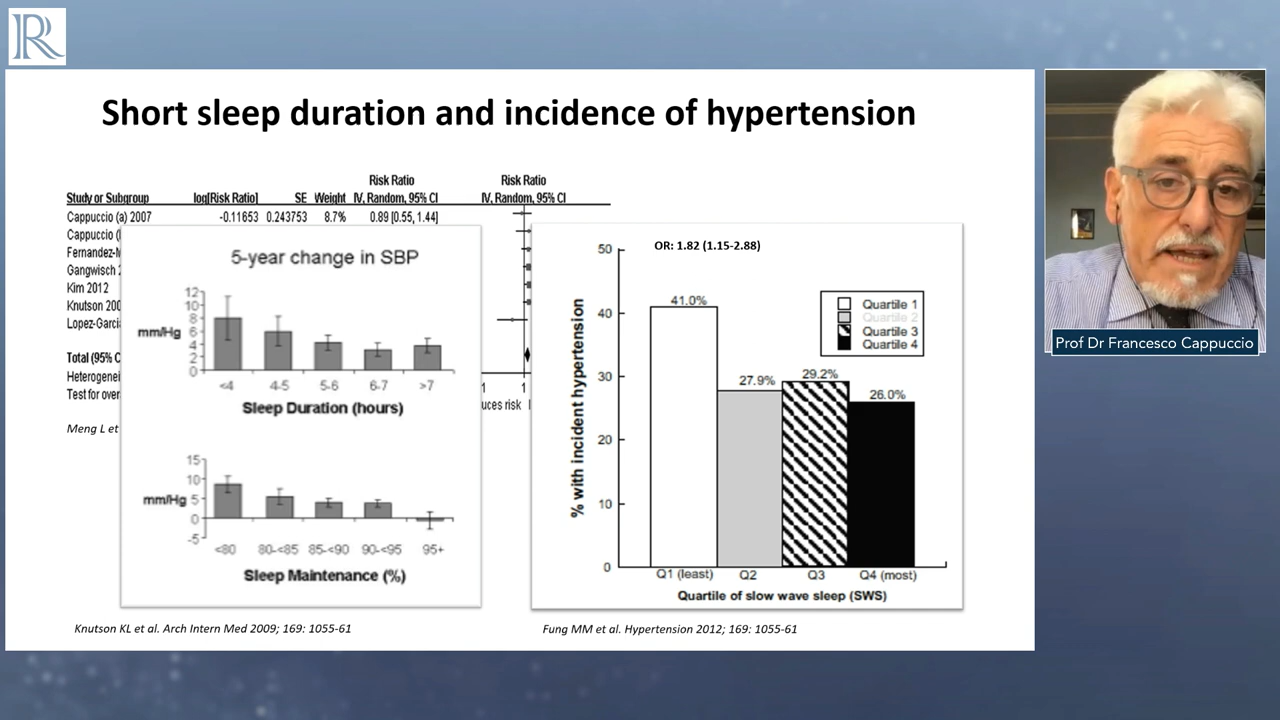 R
Short sleep duration and incidence of hypertension
Risk Ratio Risk Ratio
Study or Subgroup log[Risk Ratio] SE Weight IV, Random, 95% CI IV, Random, 95% CI
Cappuccio (a) 2007 -0.11653 0.243753 8.7% 0.89 [0.55, 1.44]
Cappuccio (
Fernandez-
Gangwisch
Kim 2012
Knutson 200
Lopez-Garci
Total (95% C
Heterogenei
Test for over
1 1
uces risk
Meng L et
5-year change in SBP
12
10
8
6
4
2
0
mm/Hg
<4 4-5 5-6 6-7 >7
Sleep Duration (hours)
15
10
5
0
-5
mm/Hg
<80 80-<85 85-<90 90-<95 95+
Sleep Maintenance (%)
Knutson KL et al. Arch Intern Med 2009; 169: 1055-61
OR: 1.82 (1.15-2.88)
50
40
30
20
10
0
% with incident hypertension
41.0%
27.9%
29.2%
26.0%
Quartile 1
Quartile 2
Quartile 3
Quartile 4
Q1 (least) Q2 Q3 Q4 (most)
Quartile of slow wave sleep (SWS)
Fung MM et al. Hypertension 2012; 169: 1055-61
Prof Dr Francesco Cappuccio